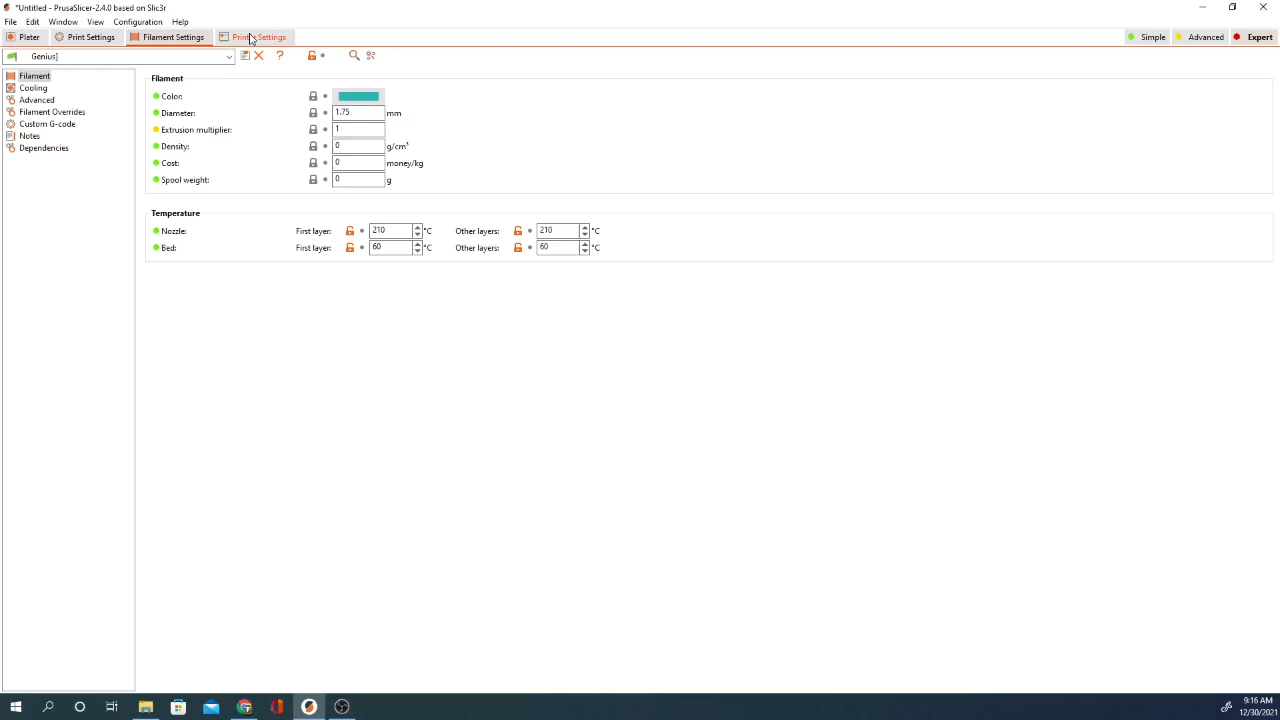 *Untitled - PrusaSlicer-2.4.0 based on Slic3r
File Edit Window View Configuration Help
Plater Print Settings Filament Settings Settings Simple Advanced Expert
Genius]
Filament
Cooling
Advanced
Filament Overrides
Custom G-code
Notes
Dependencies
Filament
Color:
Diameter: 1.75 mm
Extrusion multiplier: 1
Density: 0 g/cm³
Cost: 0 money/kg
Spool weight: 0 g
Temperature
Nozzle: First layer: 210 °C Other layers: 210 °C
Bed: First layer: 60 °C Other layers: 60 °C
9:16 AM
12/30/2021